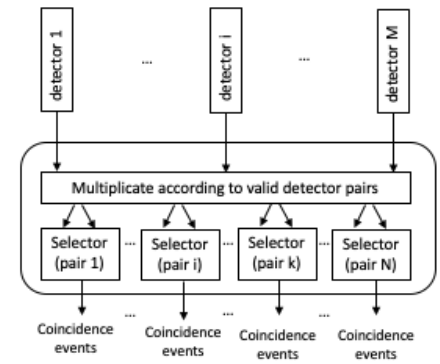 detector 1
...
detector i
...
detector M
Multiplicate according to valid detector pairs
Selector
(pair 1)
...
Selector
(pair i)
...
Selector
(pair k)
...
Selector
(pair N)
...
...
...
Coincidence
events
Coincidence
events
Coincidence
events
Coincidence
events